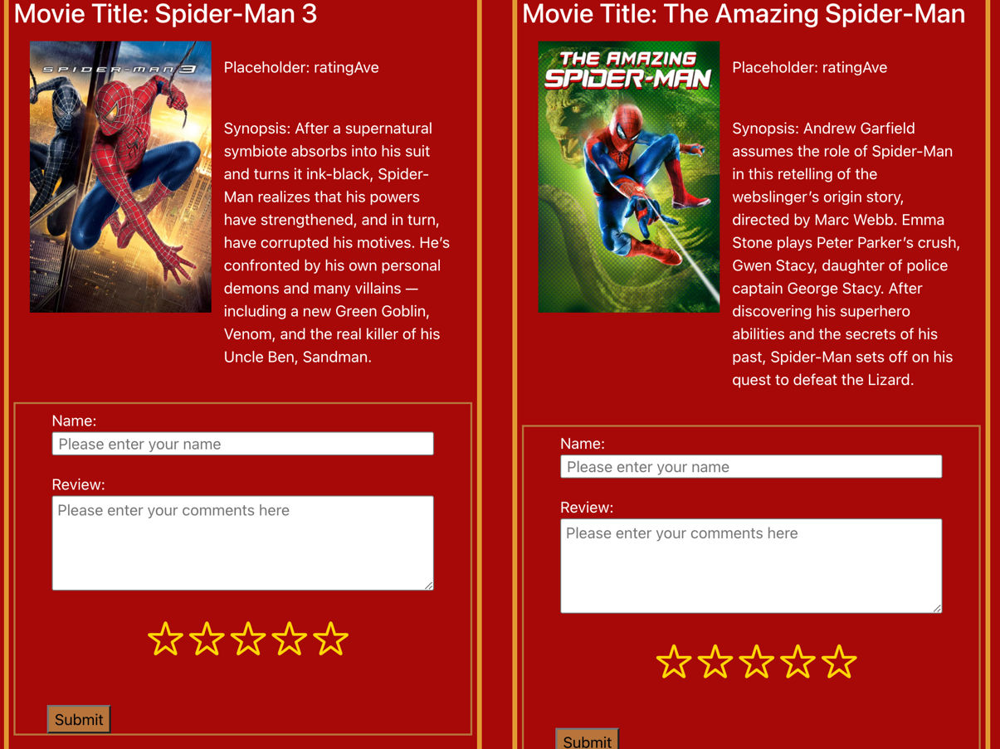 Movie Title: Spider-Man 3
SPIDER-MAN 3
Placeholder: ratingAve
Synopsis: After a supernatural
symbiote absorbs into his suit
and turns it ink-black, Spider-
Man realizes that his powers
have strengthened, and in turn,
have corrupted his motives. He’s
confronted by his own personal
demons and many villains —
including a new Green Goblin,
Venom, and the real killer of his
Uncle Ben, Sandman.
Name:
Please enter your name
Review:
Please enter your comments here
Submit
Movie Title: The Amazing Spider-Man
THE AMAZING
SPIDER-MAN
Placeholder: ratingAve
Synopsis: Andrew Garfield
assumes the role of Spider-Man
in this retelling of the
webslinger’s origin story,
directed by Marc Webb. Emma
Stone plays Peter Parker’s crush,
Gwen Stacy, daughter of police
captain George Stacy. After
discovering his superhero
abilities and the secrets of his
past, Spider-Man sets off on his
quest to defeat the Lizard.
Name:
Please enter your name
Review:
Please enter your comments here
Submit